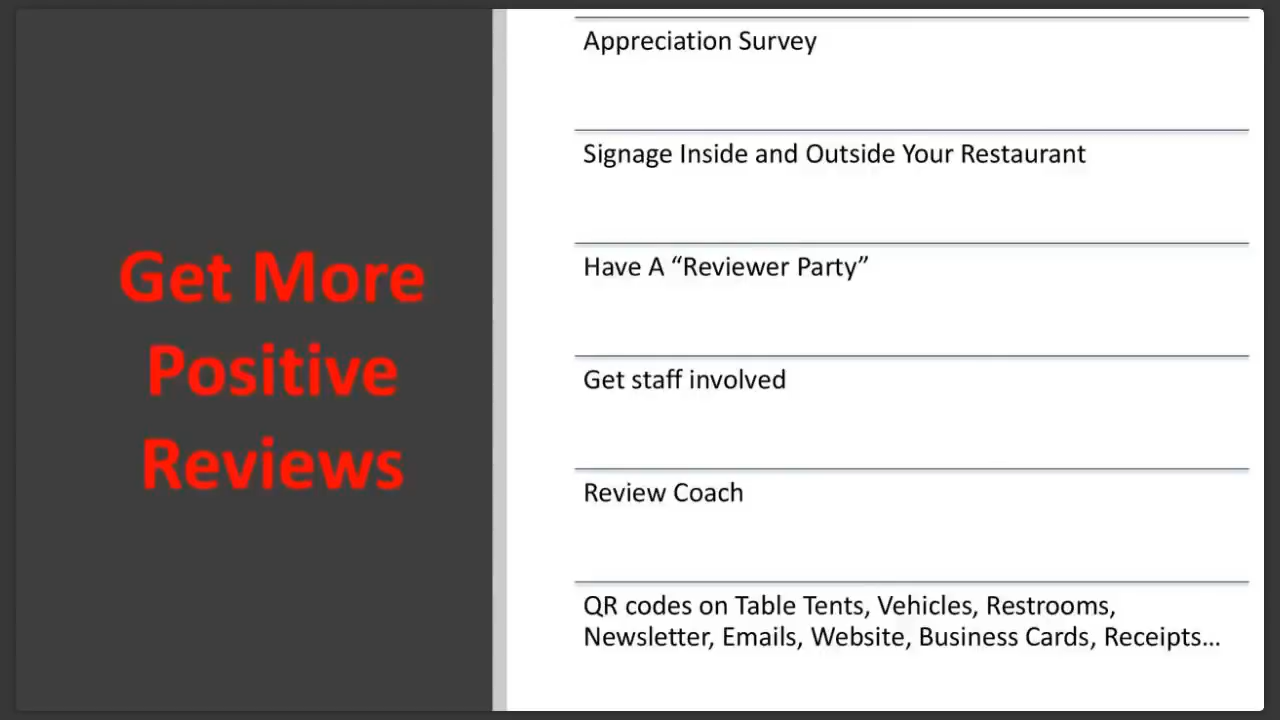 Get More
Positive
Reviews
Appreciation Survey
Signage Inside and Outside Your Restaurant
Have A “Reviewer Party”
Get staff involved
Review Coach
QR codes on Table Tents, Vehicles, Restrooms,
Newsletter, Emails, Website, Business Cards, Receipts...